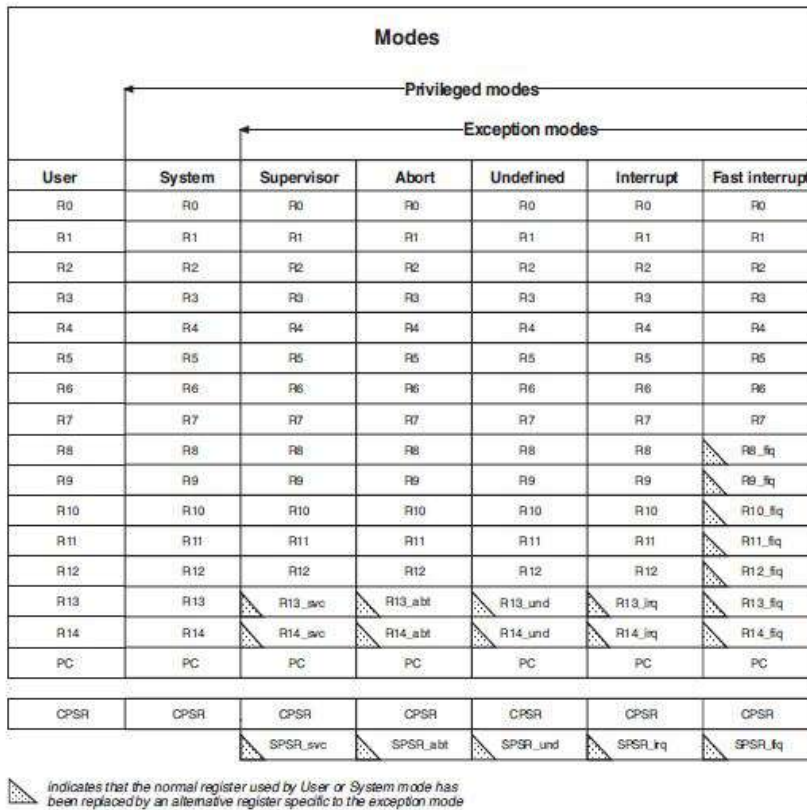 Modes
Privileged modes
Exception modes
User System Supervisor Abort Undefined Interrupt Fast interrupt
R0 R0 R0 R0 R0 R0 R0
R1 R1 R1 R1 R1 R1 R1
R2 R2 R2 R2 R2 R2 R2
R3 R3 R3 R3 R3 R3 R3
R4 R4 R4 R4 R4 R4 R4
R5 R5 R5 R5 R5 R5 R5
R6 R6 R6 R6 R6 R6 R6
R7 R7 R7 R7 R7 R7 R7
R8 R8 R8 R8 R8 R8 R8_fiq
R9 R9 R9 R9 R9 R9 R9_fiq
R10 R10 R10 R10 R10 R10 R10_fiq
R11 R11 R11 R11 R11 R11 R11_fiq
R12 R12 R12 R12 R12 R12 R12_fiq
R13 R13 R13_svc R13_abt R13_und R13_irq R13_fiq
R14 R14 R14_svc R14_abt R14_und R14_irq R14_fiq
PC PC PC PC PC PC PC
CPSR CPSR CPSR CPSR CPSR CPSR CPSR
SPSR_svc SPSR_abt SPSR_und SPSR_irq SPSR_fiq
indicates that the normal register used by User or System mode has
been replaced by an alternative register specific to the exception mode